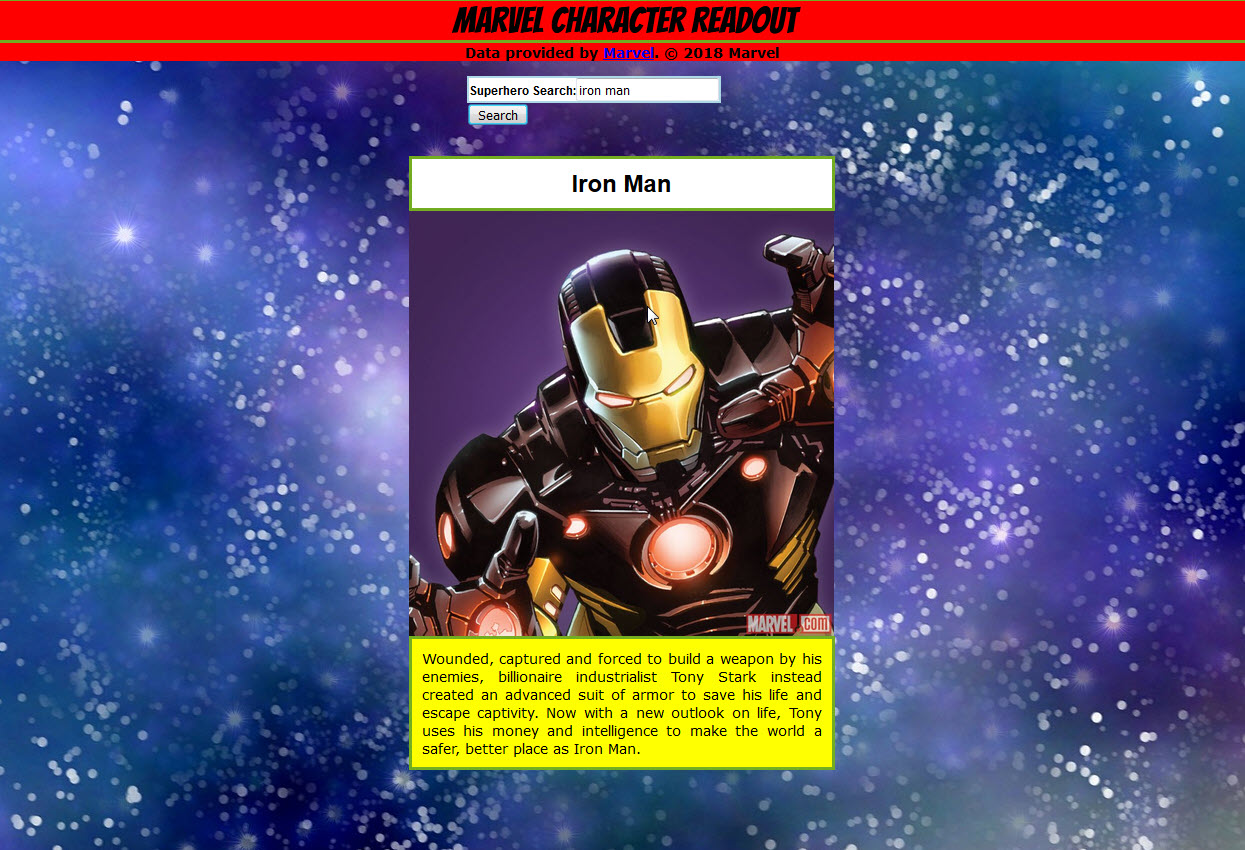 MARVEL CHARACTER READOUT
Data provided by Marvel. © 2018 Marvel
Superhero Search: iron man
Search
Iron Man
MARVEL .COM
Wounded, captured and forced to build a weapon by his
enemies, billionaire industrialist Tony Stark instead
created an advanced suit of armor to save his life and
escape captivity. Now with a new outlook on life, Tony
uses his money and intelligence to make the world a
safer, better place as Iron Man.